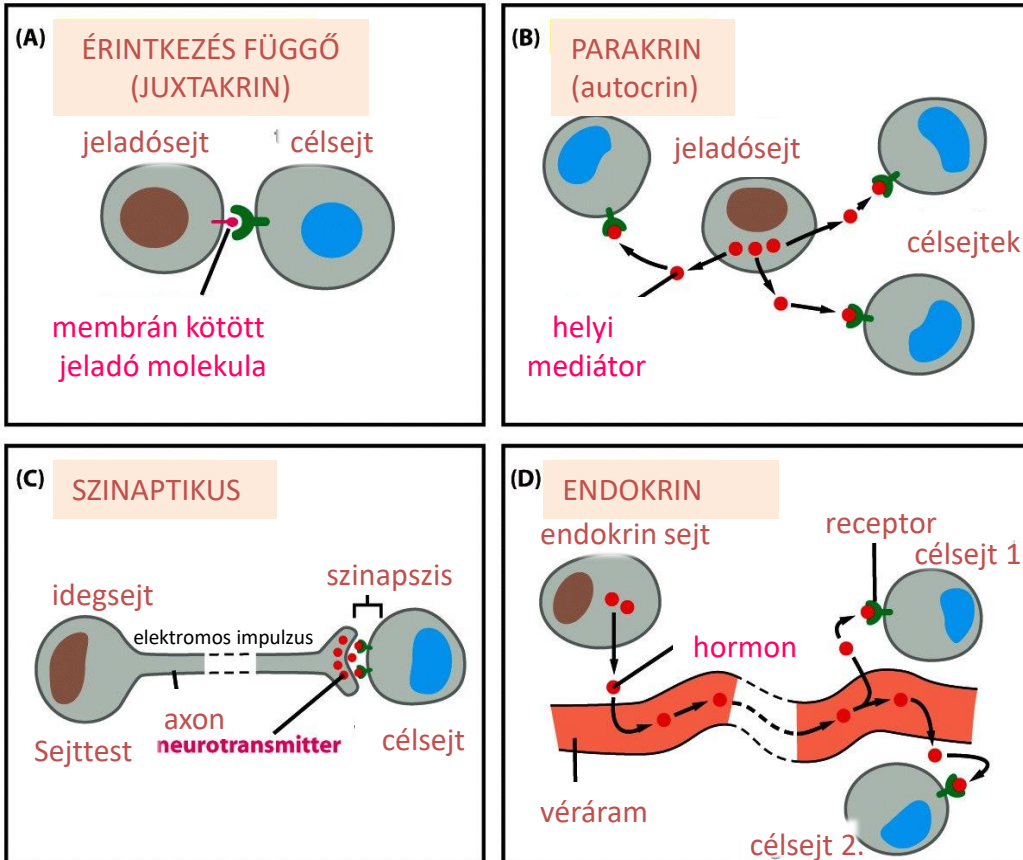 (A)
ÉRINTKEZÉS FÜGGŐ
(JUXTAKRIN)
jeladósejt
célsejt
membrán kötött
jeladó molekula
(B)
PARAKRIN
(autocrin)
jeladósejt
célsejtek
helyi
mediátor
(C)
SZINAPTIKUS
szinapszis
idegsejt
elektromos impulzus
axon
neurotransmitter
Sejttest
célsejt
(D)
ENDOKRIN
endokrin sejt
receptor
célsejt 1
hormon
véráram
célsejt 2.